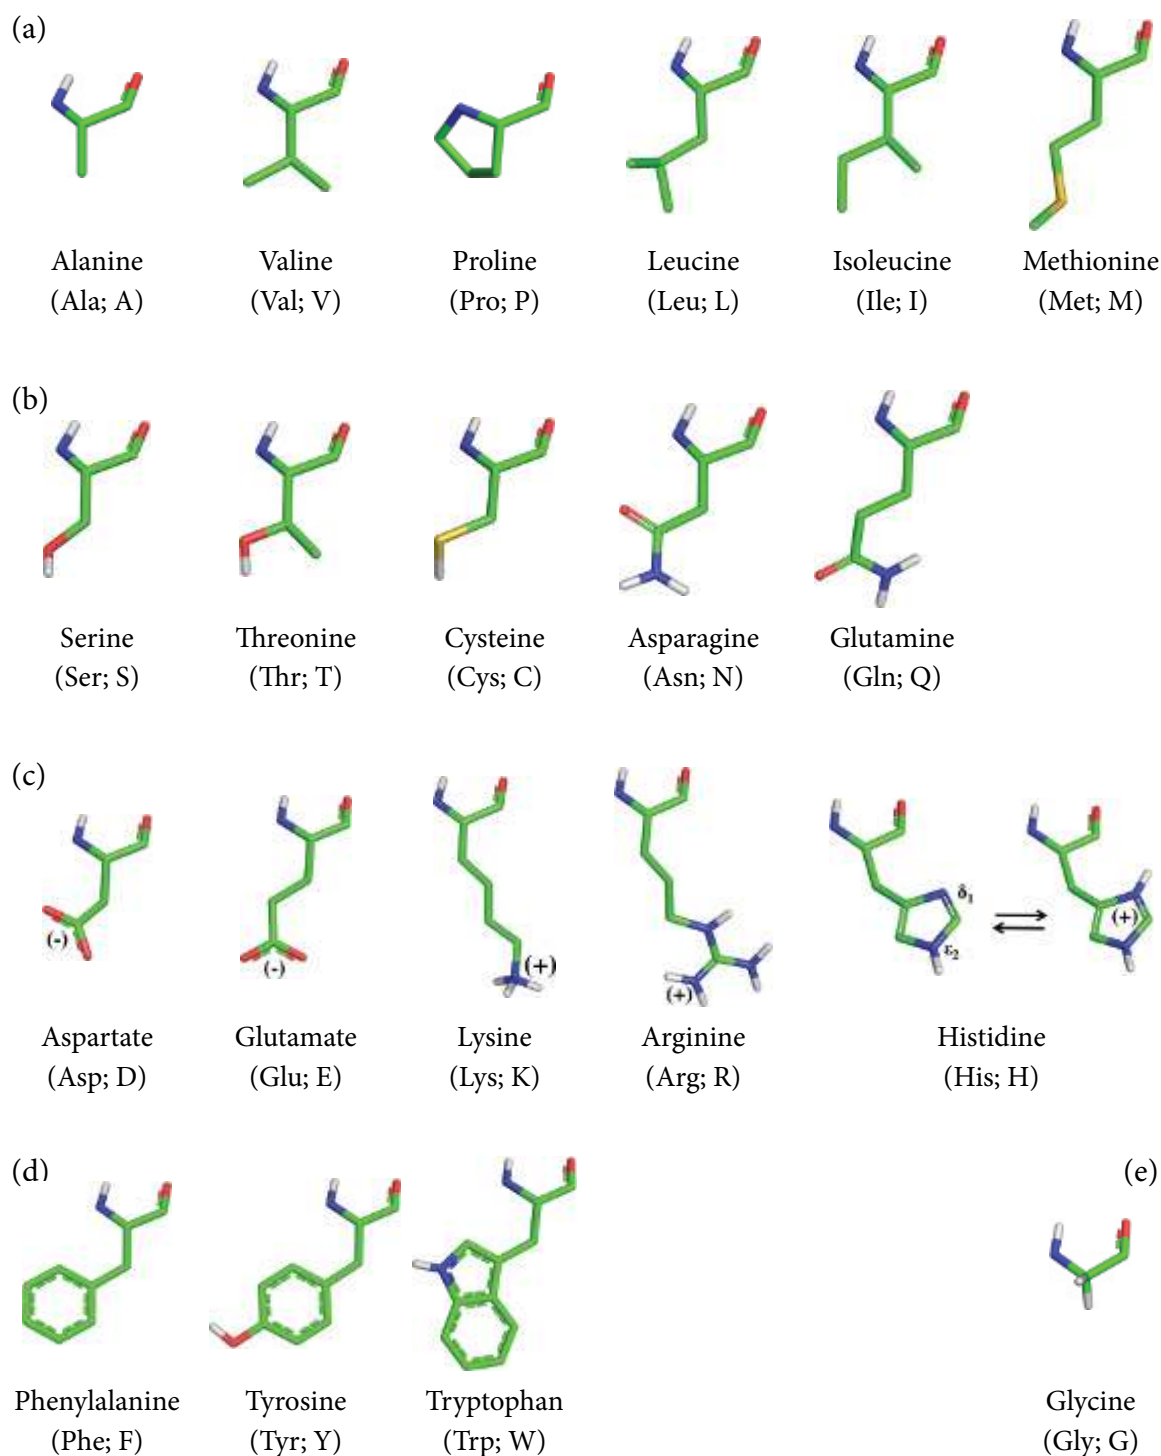 (a)
Alanine Valine Proline Leucine Isoleucine Methionine
(Ala; A) (Val; V) (Pro; P) (Leu; L) (Ile; I) (Met; M)
(b)
Serine Threonine Cysteine Asparagine Glutamine
(Ser; S) (Thr; T) (Cys; C) (Asn; N) (Gln; Q)
(c)
δ₁
(-) (-) (+) (+) ε₂ (+)
Aspartate Glutamate Lysine Arginine Histidine
(Asp; D) (Glu; E) (Lys; K) (Arg; R) (His; H)
(d) (e)
Phenylalanine Tyrosine Tryptophan Glycine
(Phe; F) (Tyr; Y) (Trp; W) (Gly; G)